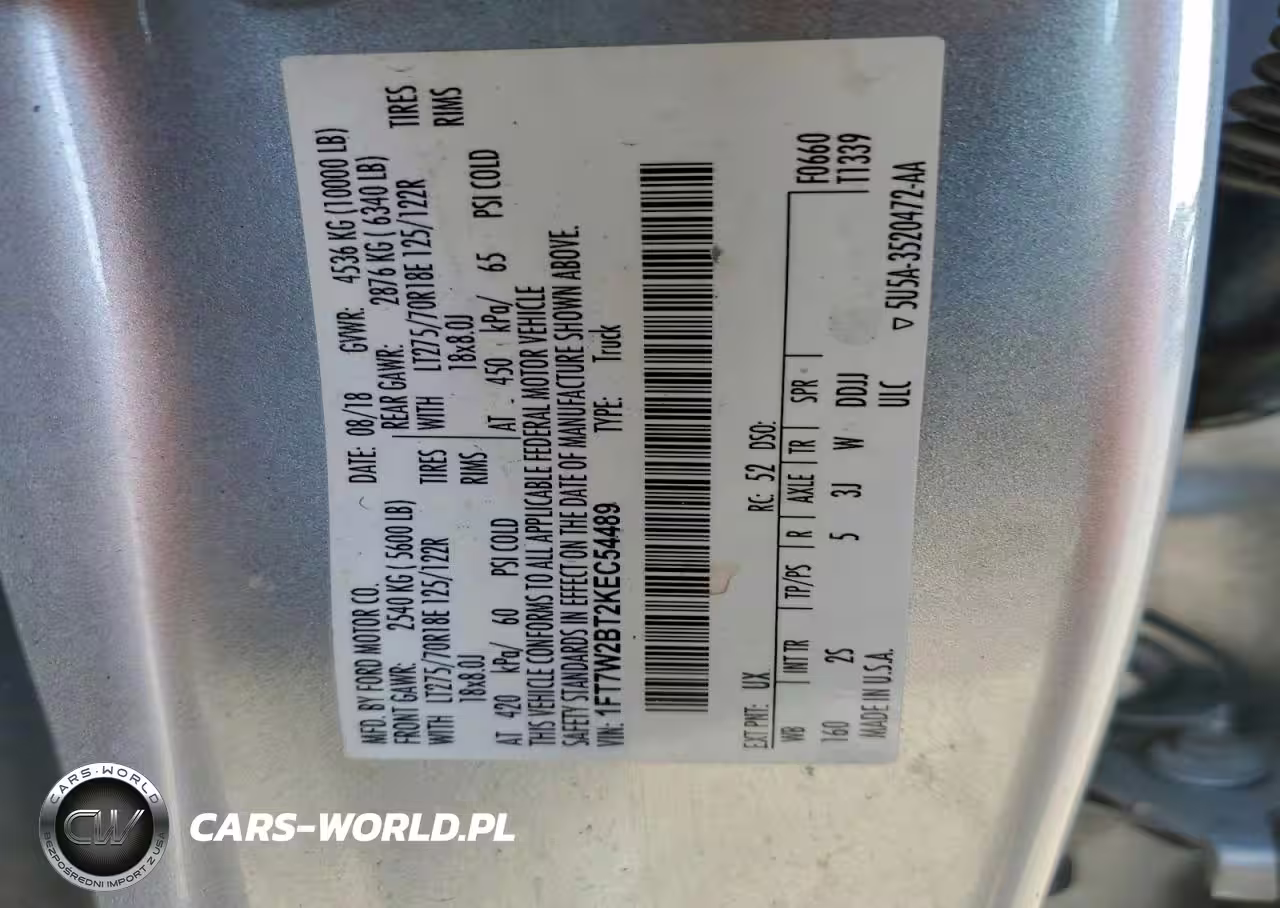 MFD. BY FORD MOTOR CO.
DATE: 08/18 GVWR: 4536 KG (10000 LB)
FRONT GAWR: 2540 KG ( 5600 LB) REAR GAWR: 2876 KG ( 6340 LB)
WITH LT275/70R18E 125/122R TIRES WITH LT275/70R18E 125/122R TIRES
18x8.0J RIMS 18x8.0J RIMS
AT 420 kPa/ 60 PSI COLD AT 450 kPa/ 65 PSI COLD
THIS VEHICLE CONFORMS TO ALL APPLICABLE FEDERAL MOTOR VEHICLE
SAFETY STANDARDS IN EFFECT ON THE DATE OF MANUFACTURE SHOWN ABOVE.
VIN: 1FT7W2BT2KEC54489 TYPE: Truck
EXT PNT: UX RC: 52 DSO:
WB INT TR TP/PS R AXLE TR SPR F0660
160 2S 5 3J W DDJJ T1339
MADE IN U.S.A. ULC ▽ 5U5A-3520472-AA
CARS-WORLD
CW
BEZPOŚREDNI IMPORT Z USA
CARS-WORLD.PL